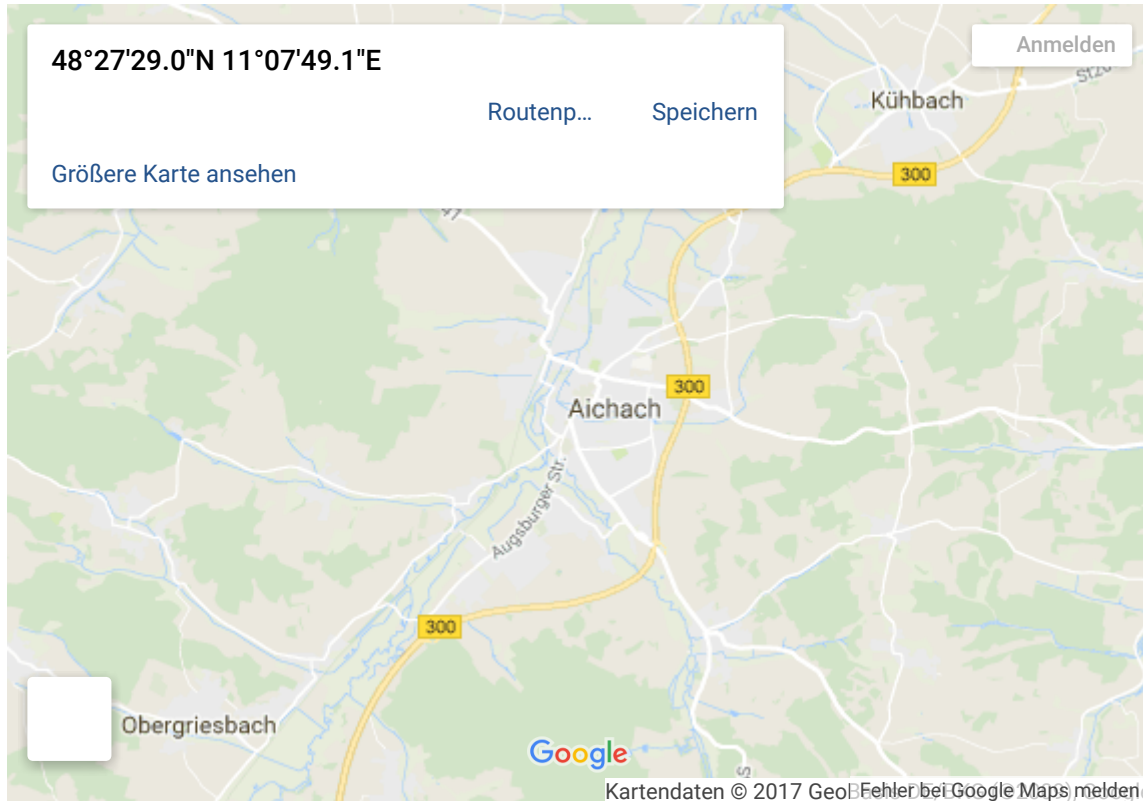 48°27'29.0"N 11°07'49.1"E
Routenp...
Speichern
Größere Karte ansehen
Anmelden
Kühbach
300
300
Aichach
Augsburger Str.
300
Obergriesbach
Google
Kartendaten © 2017 Geo
Fehler bei Google Maps melden